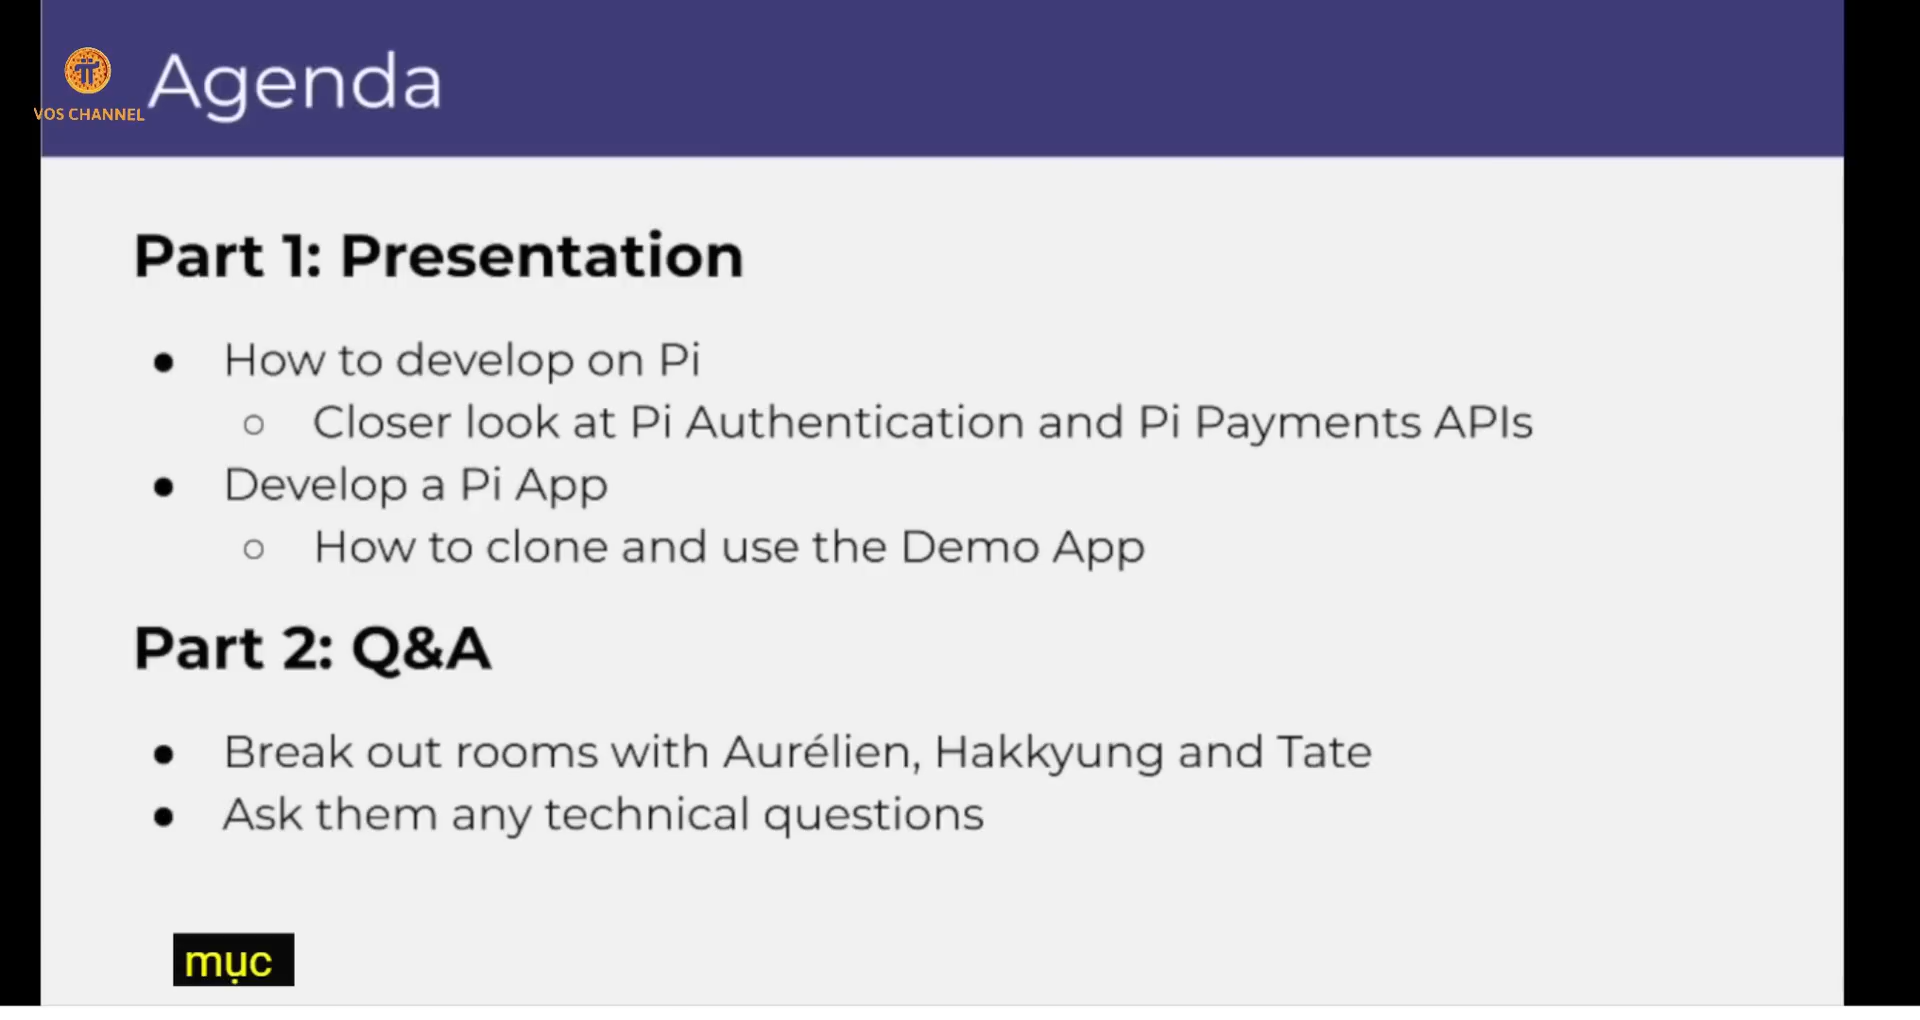 VOS CHANNEL
Agenda
Part 1: Presentation
● How to develop on Pi
○ Closer look at Pi Authentication and Pi Payments APIs
● Develop a Pi App
○ How to clone and use the Demo App
Part 2: Q&A
● Break out rooms with Aurélien, Hakkyung and Tate
● Ask them any technical questions
mục